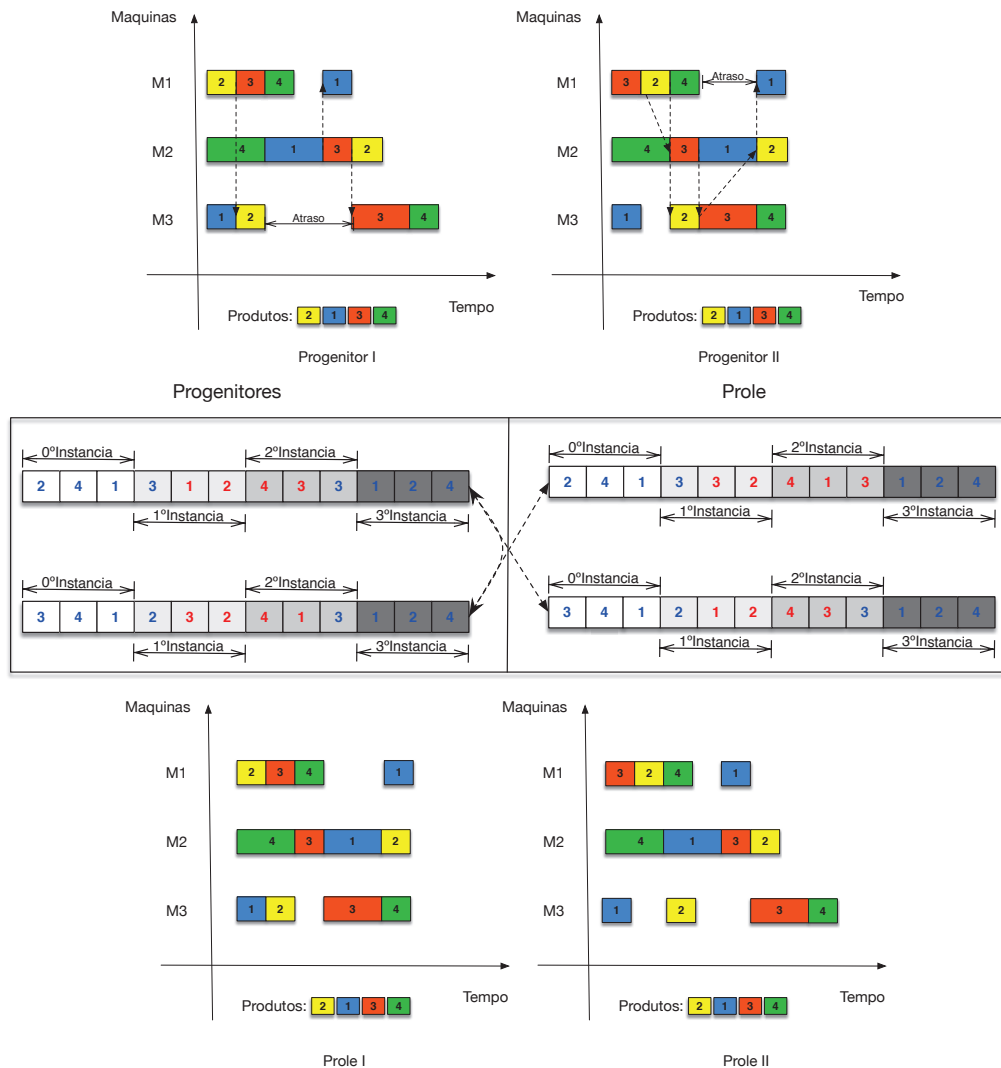 Maquinas
M1 2 3 4 1
M2 4 1 3 2
M3 1 2 Atraso 3 4
Tempo
Produtos: 2 1 3 4
Progenitor I
Maquinas
M1 3 2 4 Atraso 1
M2 4 3 1 2
M3 1 2 3 4
Tempo
Produtos: 2 1 3 4
Progenitor II
Progenitores
0ºInstancia 2ºInstancia
2 4 1 3 1 2 4 3 3 1 2 4
1ºInstancia 3ºInstancia
0ºInstancia 2ºInstancia
3 4 1 2 3 2 4 1 3 1 2 4
1ºInstancia 3ºInstancia
Prole
0ºInstancia 2ºInstancia
2 4 1 3 3 2 4 1 3 1 2 4
1ºInstancia 3ºInstancia
0ºInstancia 2ºInstancia
3 4 1 2 1 2 4 3 3 1 2 4
1ºInstancia 3ºInstancia
Maquinas
M1 2 3 4 1
M2 4 3 1 2
M3 1 2 3 4
Tempo
Produtos: 2 1 3 4
Prole I
Maquinas
M1 3 2 4 1
M2 4 1 3 2
M3 1 2 3 4
Tempo
Produtos: 2 1 3 4
Prole II